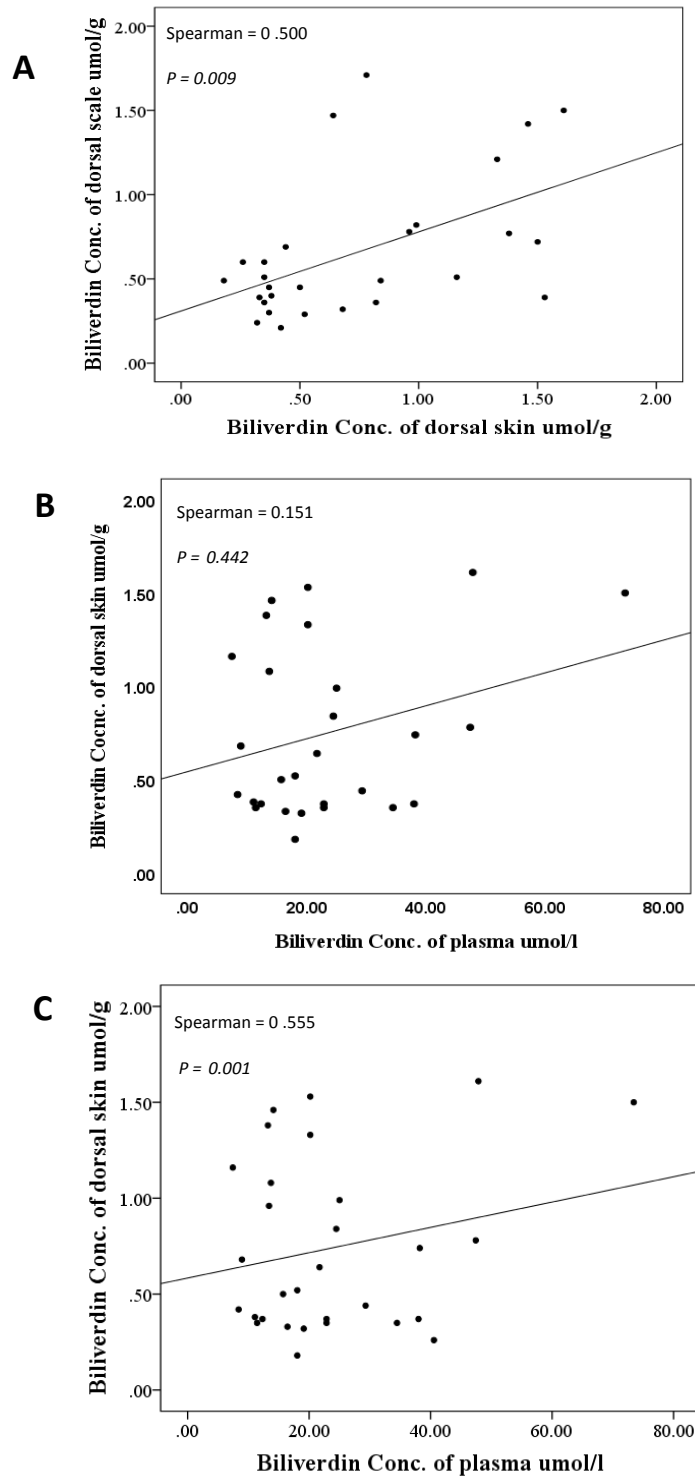 A
Biliverdin Conc. of dorsal scale umol/g
Spearman = 0 .500
P = 0.009
2.00
1.50
1.00
.50
.00
.00 .50 1.00 1.50 2.00
Biliverdin Conc. of dorsal skin umol/g
B
Biliverdin Cocnc. of dorsal skin umol/g
Spearman = 0.151
P = 0.442
2.00
1.50
1.00
.50
.00
.00 20.00 40.00 60.00 80.00
Biliverdin Conc. of plasma umol/l
C
Biliverdin Conc. of dorsal skin umol/g
Spearman = 0 .555
P = 0.001
2.00
1.50
1.00
.50
.00
.00 20.00 40.00 60.00 80.00
Biliverdin Conc. of plasma umol/l